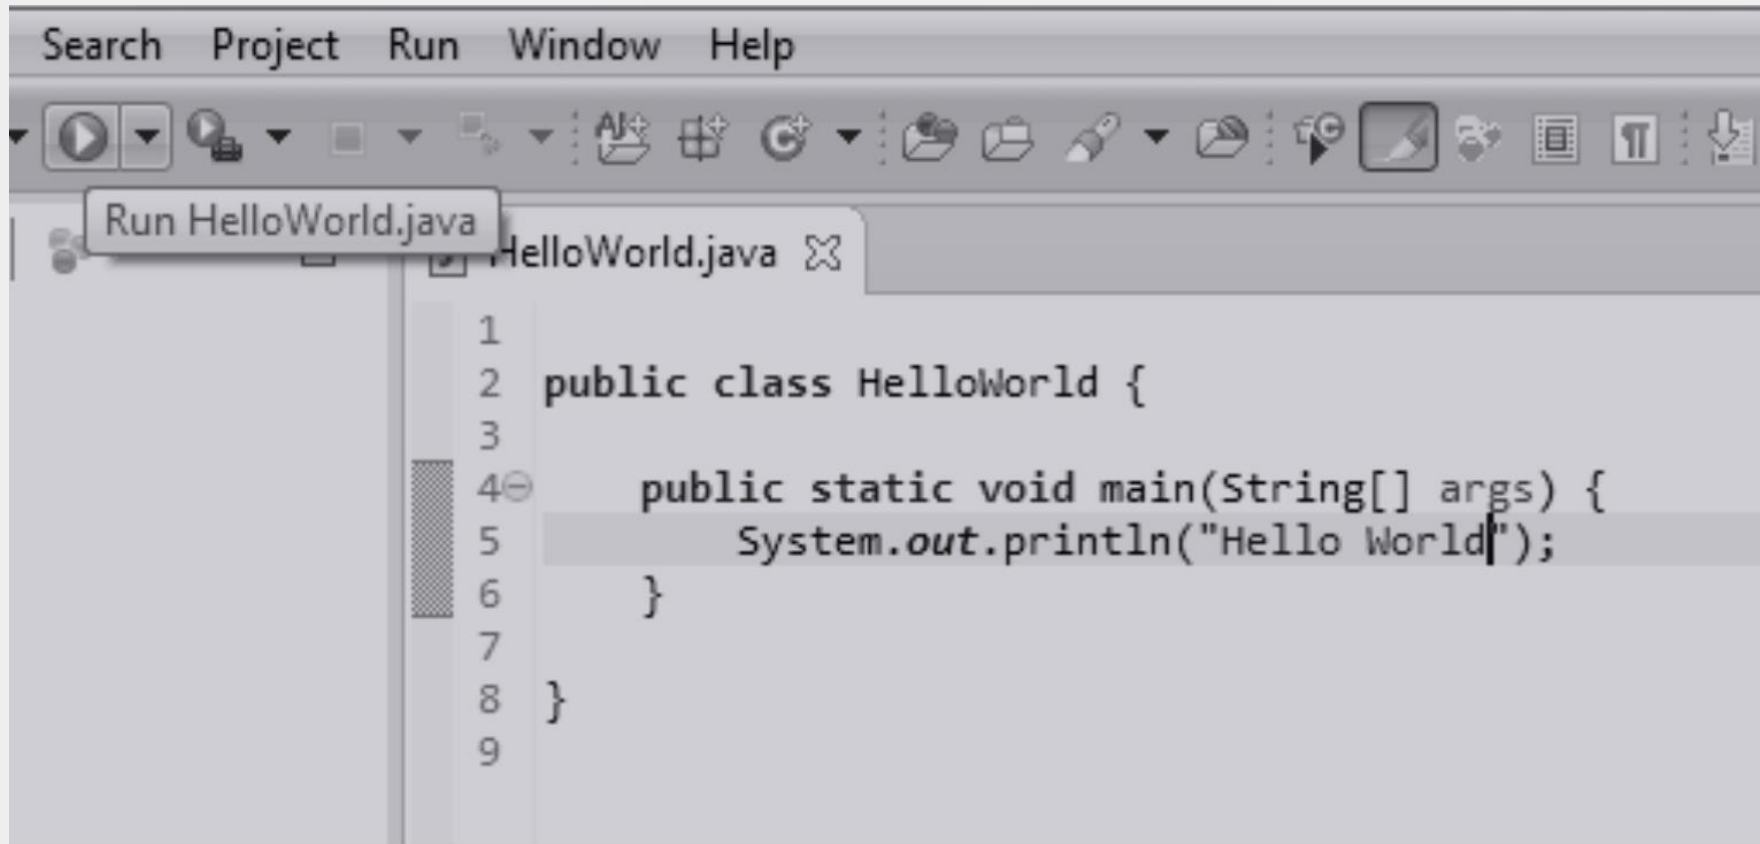 Search Project Run Window Help
Run HelloWorld.java
HelloWorld.java
1
2 public class HelloWorld {
3
4 public static void main(String[] args) {
5 System.out.println("Hello World");
6 }
7
8 }
9